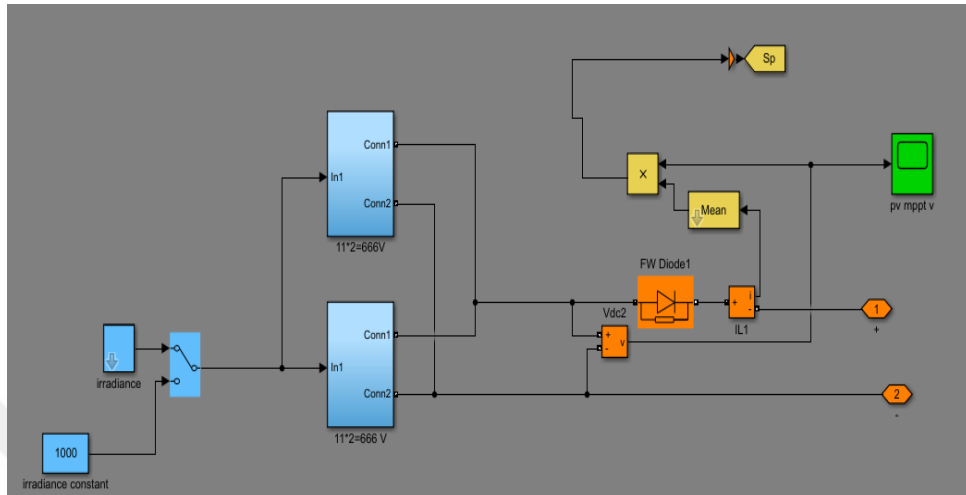 Sp
Conn1
In1
Conn2
11*2=666V
X
Mean
pv mppt v
FW Diode1
+
i
-
IL1
1
+
Vdc2
+
-
v
Conn1
In1
Conn2
11*2=666 V
irradiance
2
-
1000
irradiance constant